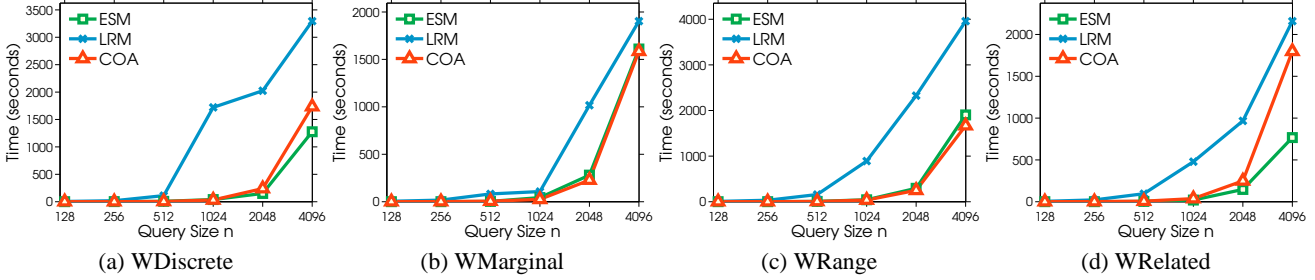 3500
3000
2500
2000
1500
1000
500
0
Time (seconds)
ESM
LRM
COA
128 256 512 1024 2048 4096
Query Size n
(a) WDiscrete
2000
1500
1000
500
0
Time (seconds)
ESM
LRM
COA
128 256 512 1024 2048 4096
Query Size n
(b) WMarginal
4000
3000
2000
1000
0
Time (seconds)
ESM
LRM
COA
128 256 512 1024 2048 4096
Query Size n
(c) WRange
2000
1500
1000
500
0
Time (seconds)
ESM
LRM
COA
128 256 512 1024 2048 4096
Query Size n
(d) WRelated